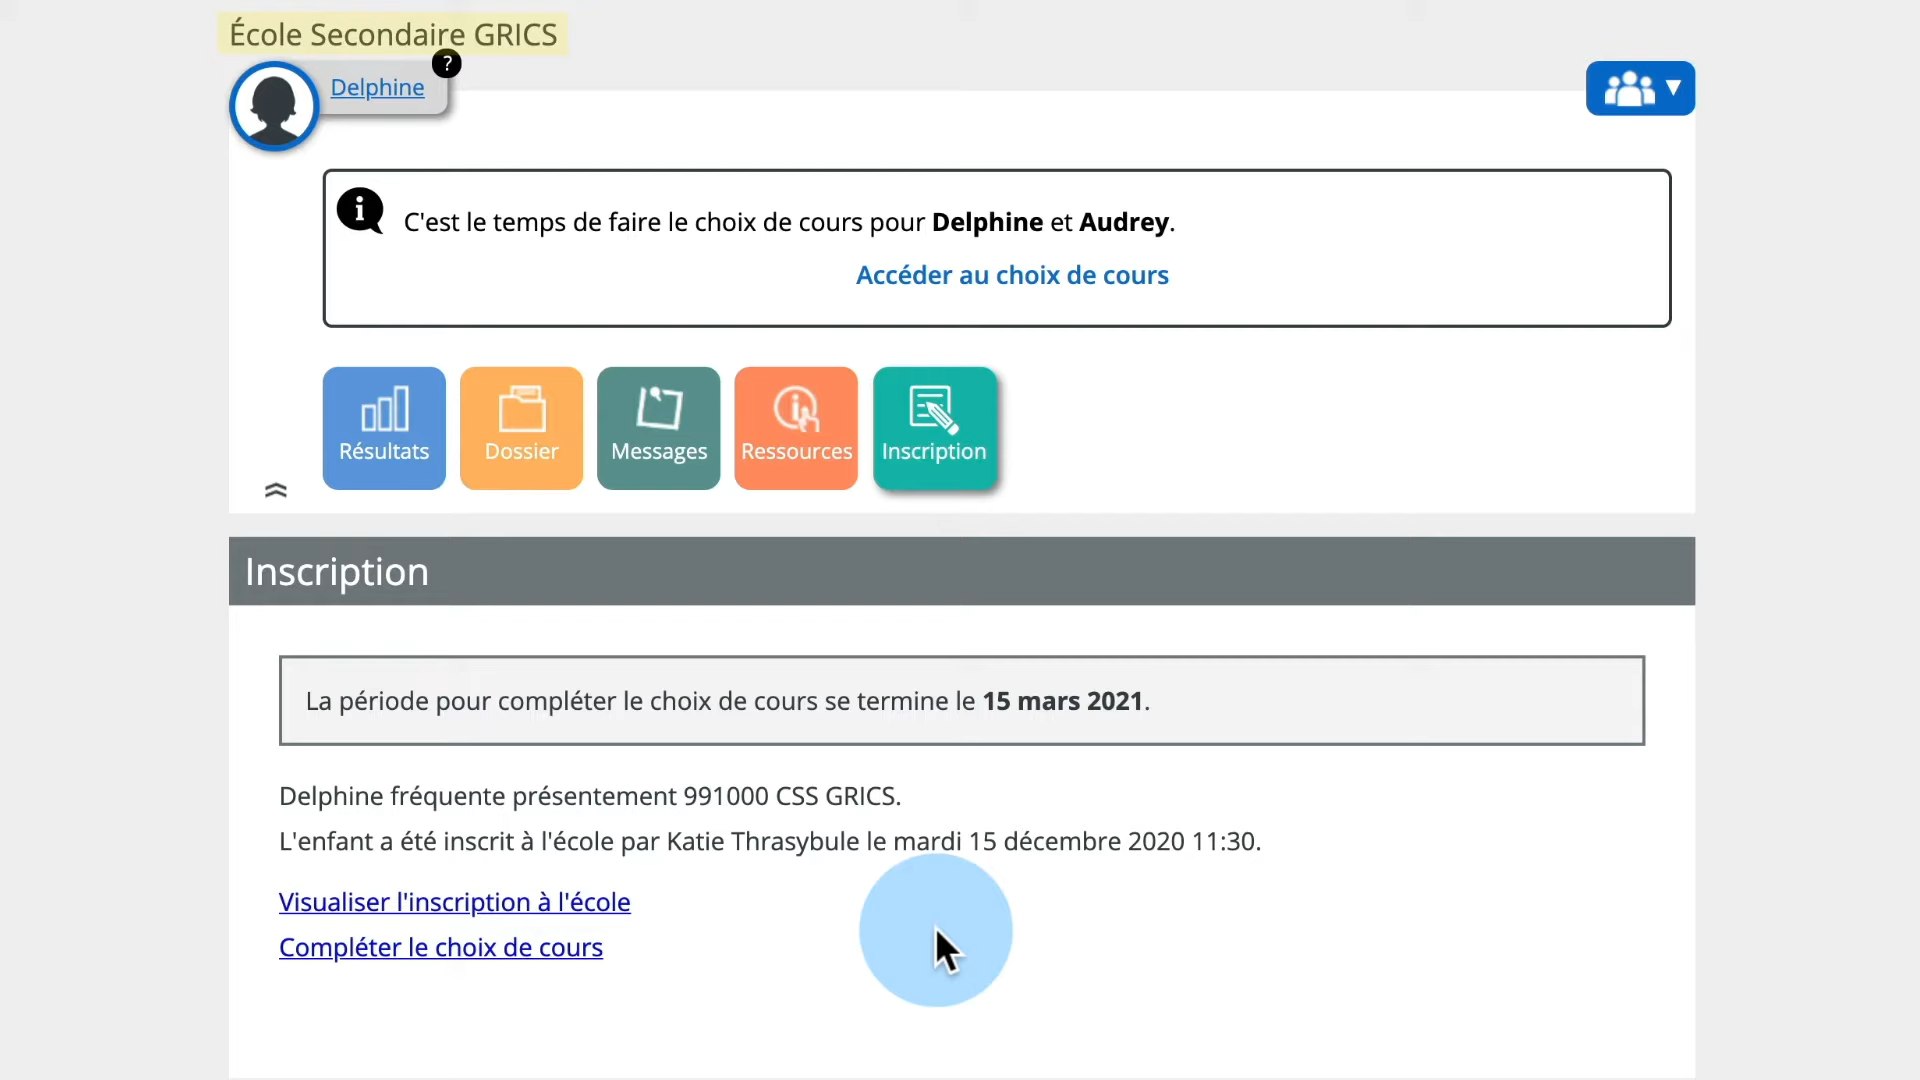 École Secondaire GRICS
?
Delphine
C'est le temps de faire le choix de cours pour Delphine et Audrey.
Accéder au choix de cours
Résultats
Dossier
Messages
Ressources
Inscription
Inscription
La période pour compléter le choix de cours se termine le 15 mars 2021.
Delphine fréquente présentement 991000 CSS GRICS.
L'enfant a été inscrit à l'école par Katie Thrasybule le mardi 15 décembre 2020 11:30.
Visualiser l'inscription à l'école
Compléter le choix de cours